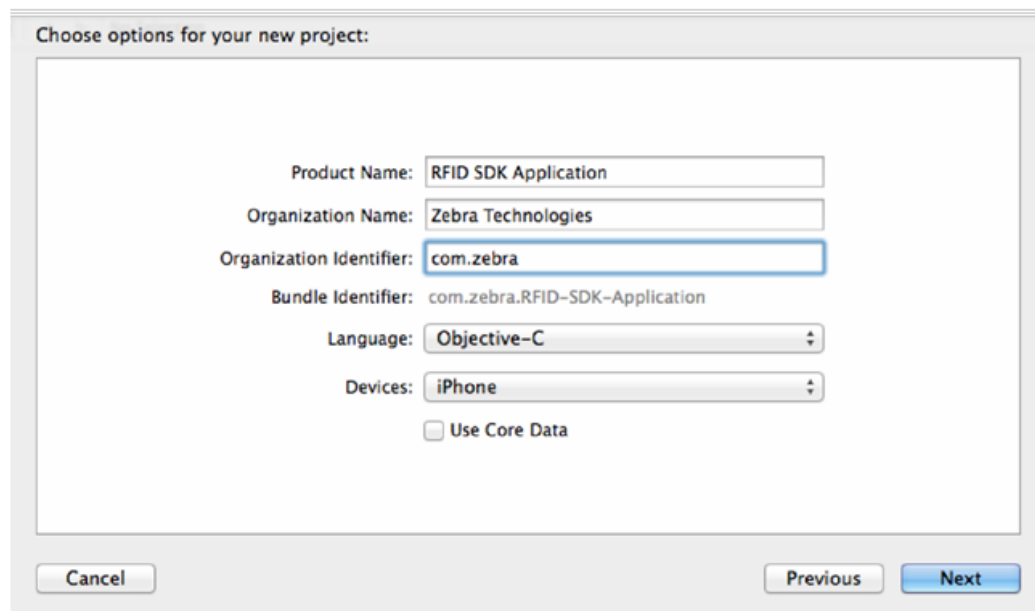 Choose options for your new project:
Product Name: RFID SDK Application
Organization Name: Zebra Technologies
Organization Identifier: com.zebra
Bundle Identifier: com.zebra.RFID-SDK-Application
Language: Objective-C
Devices: iPhone
Use Core Data
Cancel Previous Next